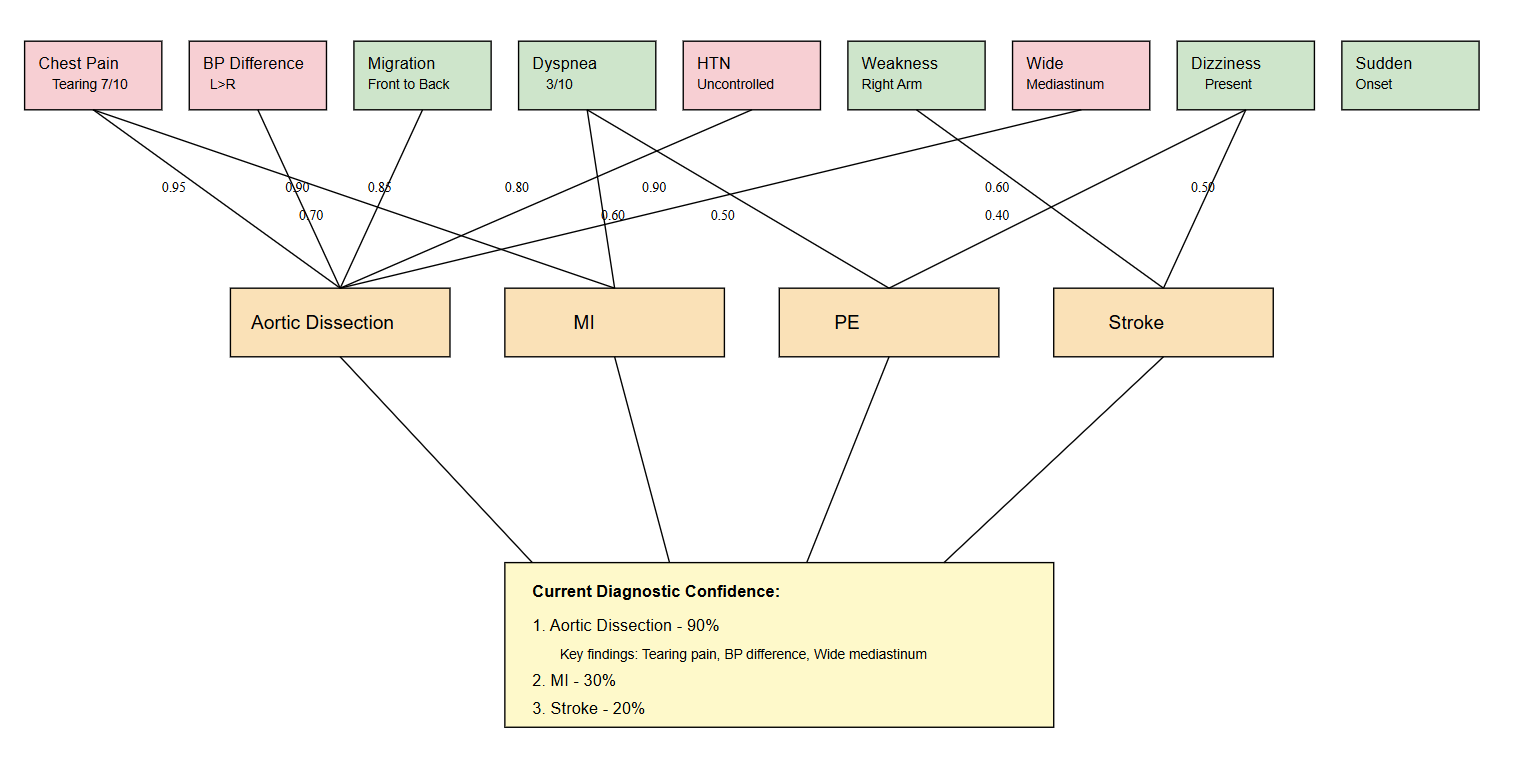 Chest Pain
Tearing 7/10
BP Difference
L>R
Migration
Front to Back
Dyspnea
3/10
HTN
Uncontrolled
Weakness
Right Arm
Wide
Mediastinum
Dizziness
Present
Sudden
Onset
0.95
0.90
0.85
0.80
0.90
0.60
0.50
0.70
0.60
0.50
0.40
Aortic Dissection
MI
PE
Stroke
Current Diagnostic Confidence:
1. Aortic Dissection - 90%
Key findings: Tearing pain, BP difference, Wide mediastinum
2. MI - 30%
3. Stroke - 20%